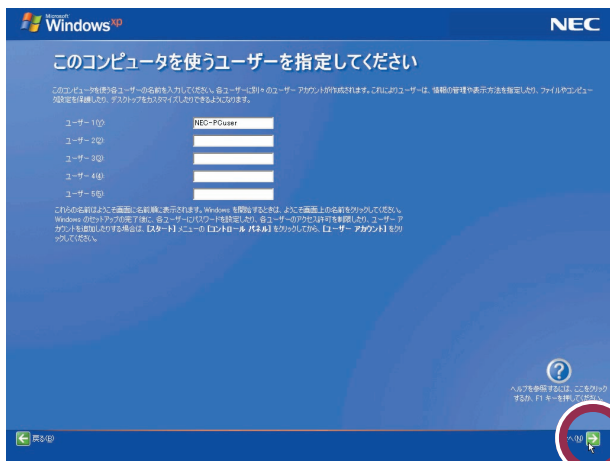 Microsoft
Windows xp
NEC
このコンピュータを使うユーザーを指定してください
このコンピュータを使う各ユーザーの名前を入力してください。各ユーザーに別々のユーザー アカウントが作成されます。これによりユーザーは、情報の管理や表示方法を指定したり、ファイルやコンピュー
タ設定を保護したり、デスクトップをカスタマイズしたりできるようになります。
ユーザー 1(Y)
NEC-PCuser
ユーザー 2(2)
ユーザー 3(3)
ユーザー 4(4)
ユーザー 5(5)
これらの名前はようこそ画面に名前順に表示されます。Windows を開始するときは、ようこそ画面上の名前をクリックしてください。
Windows のセットアップの完了後に、各ユーザーにパスワードを設定したり、各ユーザーのアクセス許可を制限したり、ユーザー ア
カウントを追加したりする場合は、[スタート] メニューの [コントロール パネル] をクリックしてから、[ユーザー アカウント] をクリ
ックしてください。
ヘルプを参照するには、ここをクリック
するか、F1 キーを押してください。
戻る(B)
へ(N)